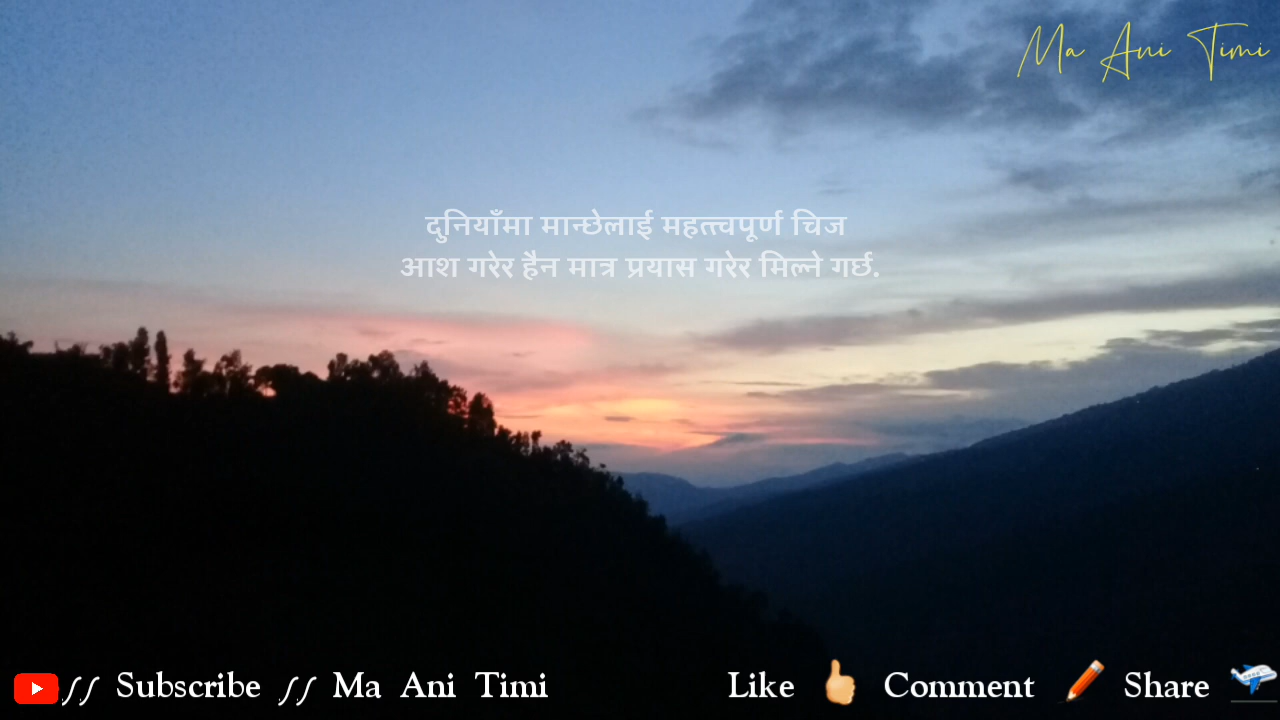 Ma Ani Timi
दुनियाँमा मान्छेलाई महत्त्वपूर्ण चिज
आश गरेर हैन मात्र प्रयास गरेर मिल्ने गर्छ.
Subscribe Ma Ani Timi Like Comment Share